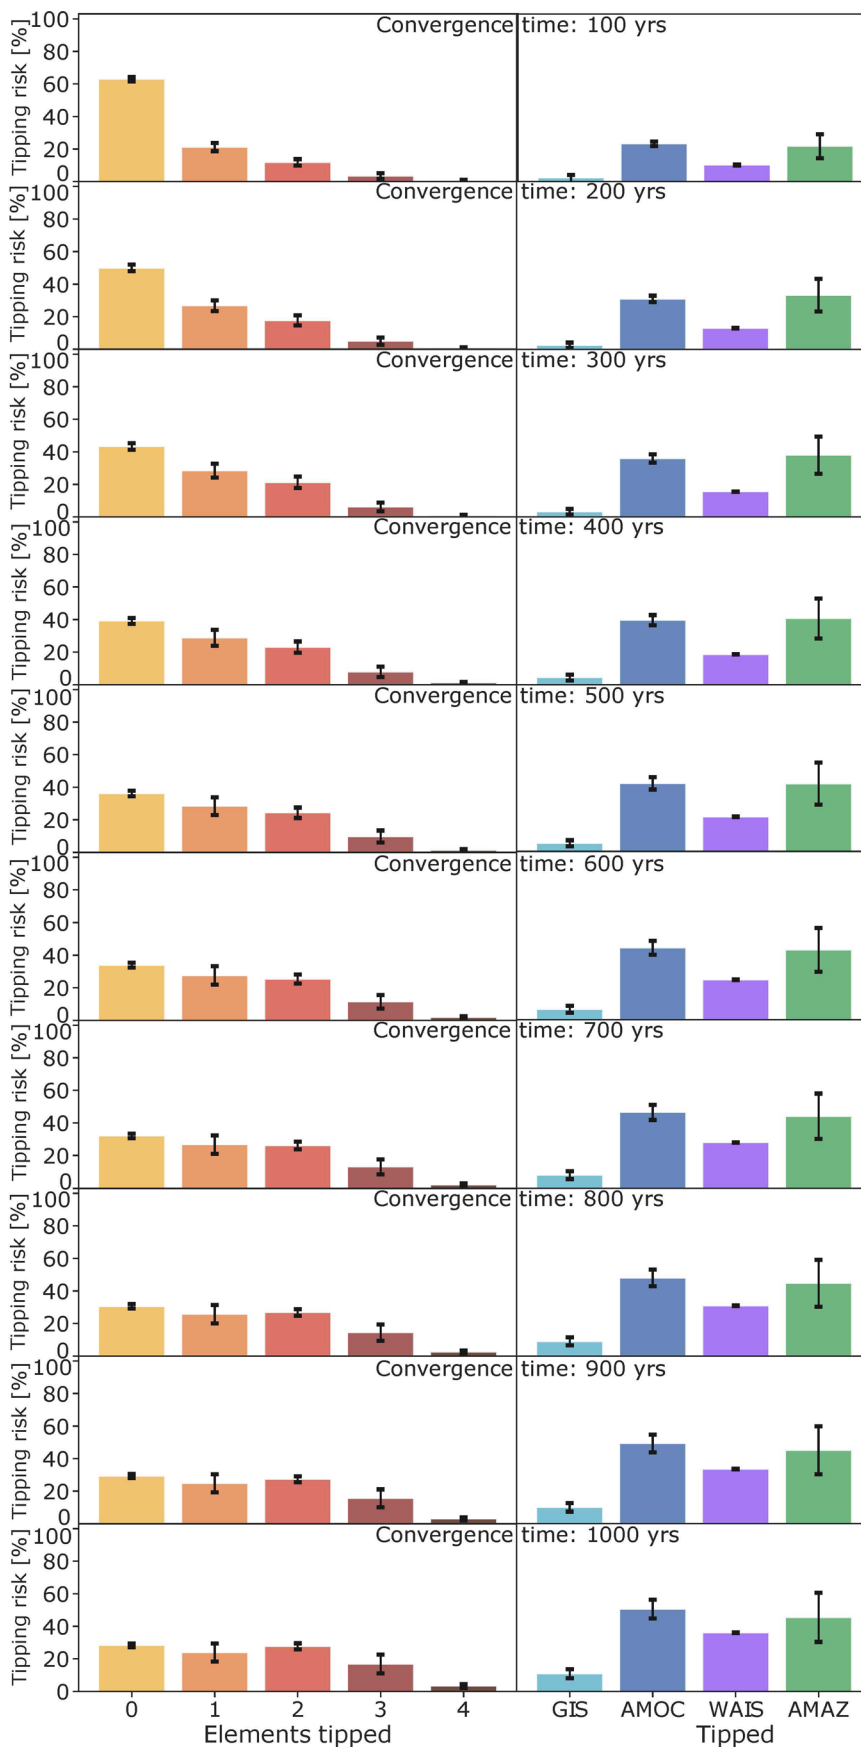 Convergence time: 100 yrs
Tipping risk [%]
100
80
60
40
20
0
Convergence time: 200 yrs
Tipping risk [%]
100
80
60
40
20
0
Convergence time: 300 yrs
Tipping risk [%]
100
80
60
40
20
0
Convergence time: 400 yrs
Tipping risk [%]
100
80
60
40
20
0
Convergence time: 500 yrs
Tipping risk [%]
100
80
60
40
20
0
Convergence time: 600 yrs
Tipping risk [%]
100
80
60
40
20
0
Convergence time: 700 yrs
Tipping risk [%]
100
80
60
40
20
0
Convergence time: 800 yrs
Tipping risk [%]
100
80
60
40
20
0
Convergence time: 900 yrs
Tipping risk [%]
100
80
60
40
20
0
Convergence time: 1000 yrs
Tipping risk [%]
100
80
60
40
20
0
0 1 2 3 4 GIS AMOC WAIS AMAZ
Elements tipped Tipped